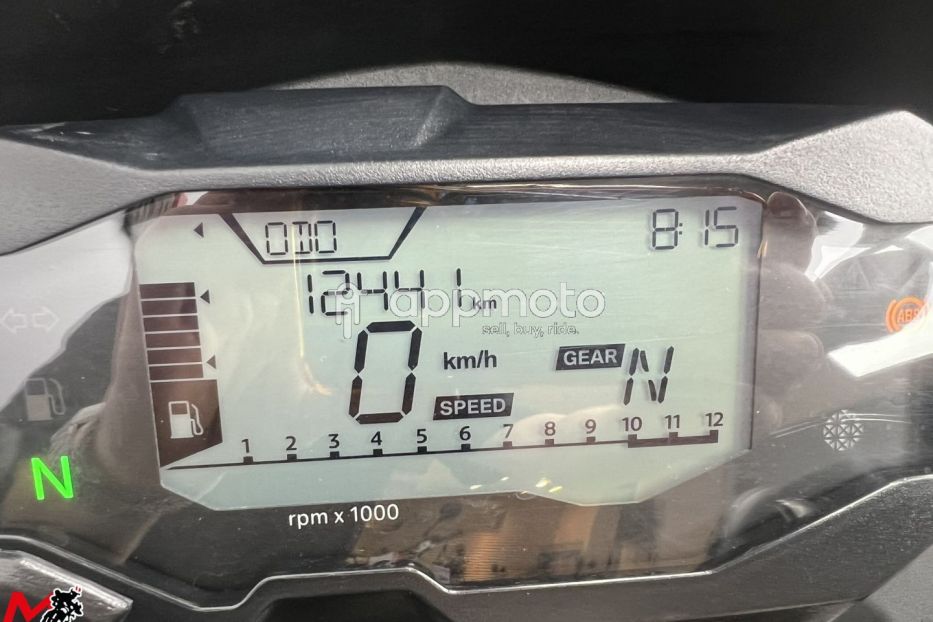 ODO
8:15
12441 km
appmoto
sell, buy, ride.
0 km/h
GEAR N
SPEED
ABS
1 2 3 4 5 6 7 8 9 10 11 12
N
rpm x 1000
M